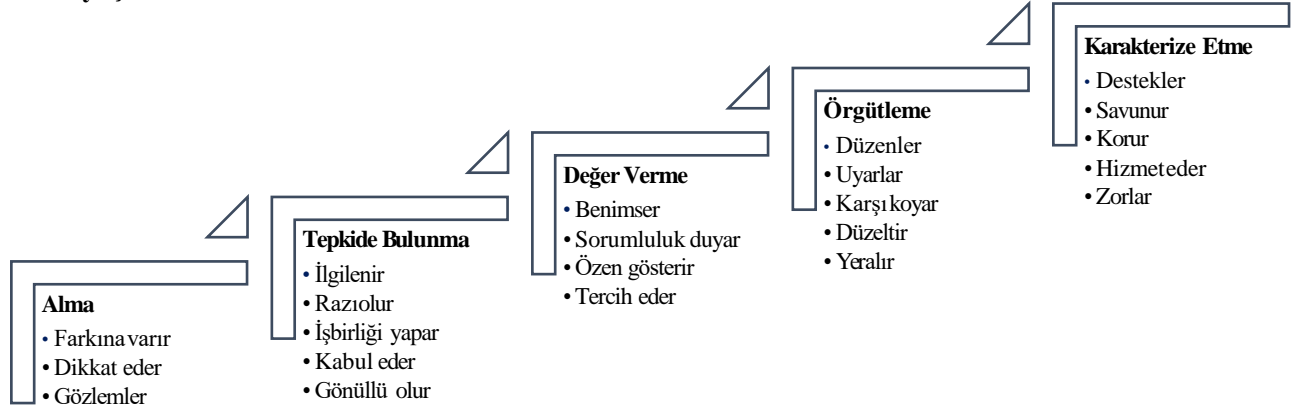 Alma
• Farkına varır
• Dikkat eder
• Gözlemler
Tepkide Bulunma
• İlgilenir
• Razı olur
• İşbirliği yapar
• Kabul eder
• Gönüllü olur
Değer Verme
• Benimser
• Sorumluluk duyar
• Özen gösterir
• Tercih eder
Örgütleme
• Düzenler
• Uyarlar
• Karşı koyar
• Düzeltir
• Yer alır
Karakterize Etme
• Destekler
• Savunur
• Korur
• Hizmet eder
• Zorlar